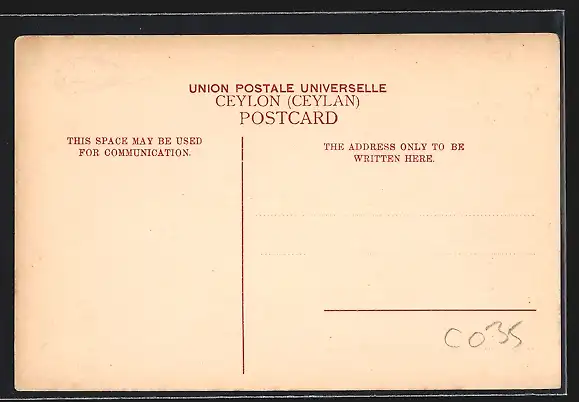 UNION POSTALE UNIVERSELLE
CEYLON (CEYLAN)
POSTCARD
THIS SPACE MAY BE USED
FOR COMMUNICATION.
THE ADDRESS ONLY TO BE
WRITTEN HERE.
CO35